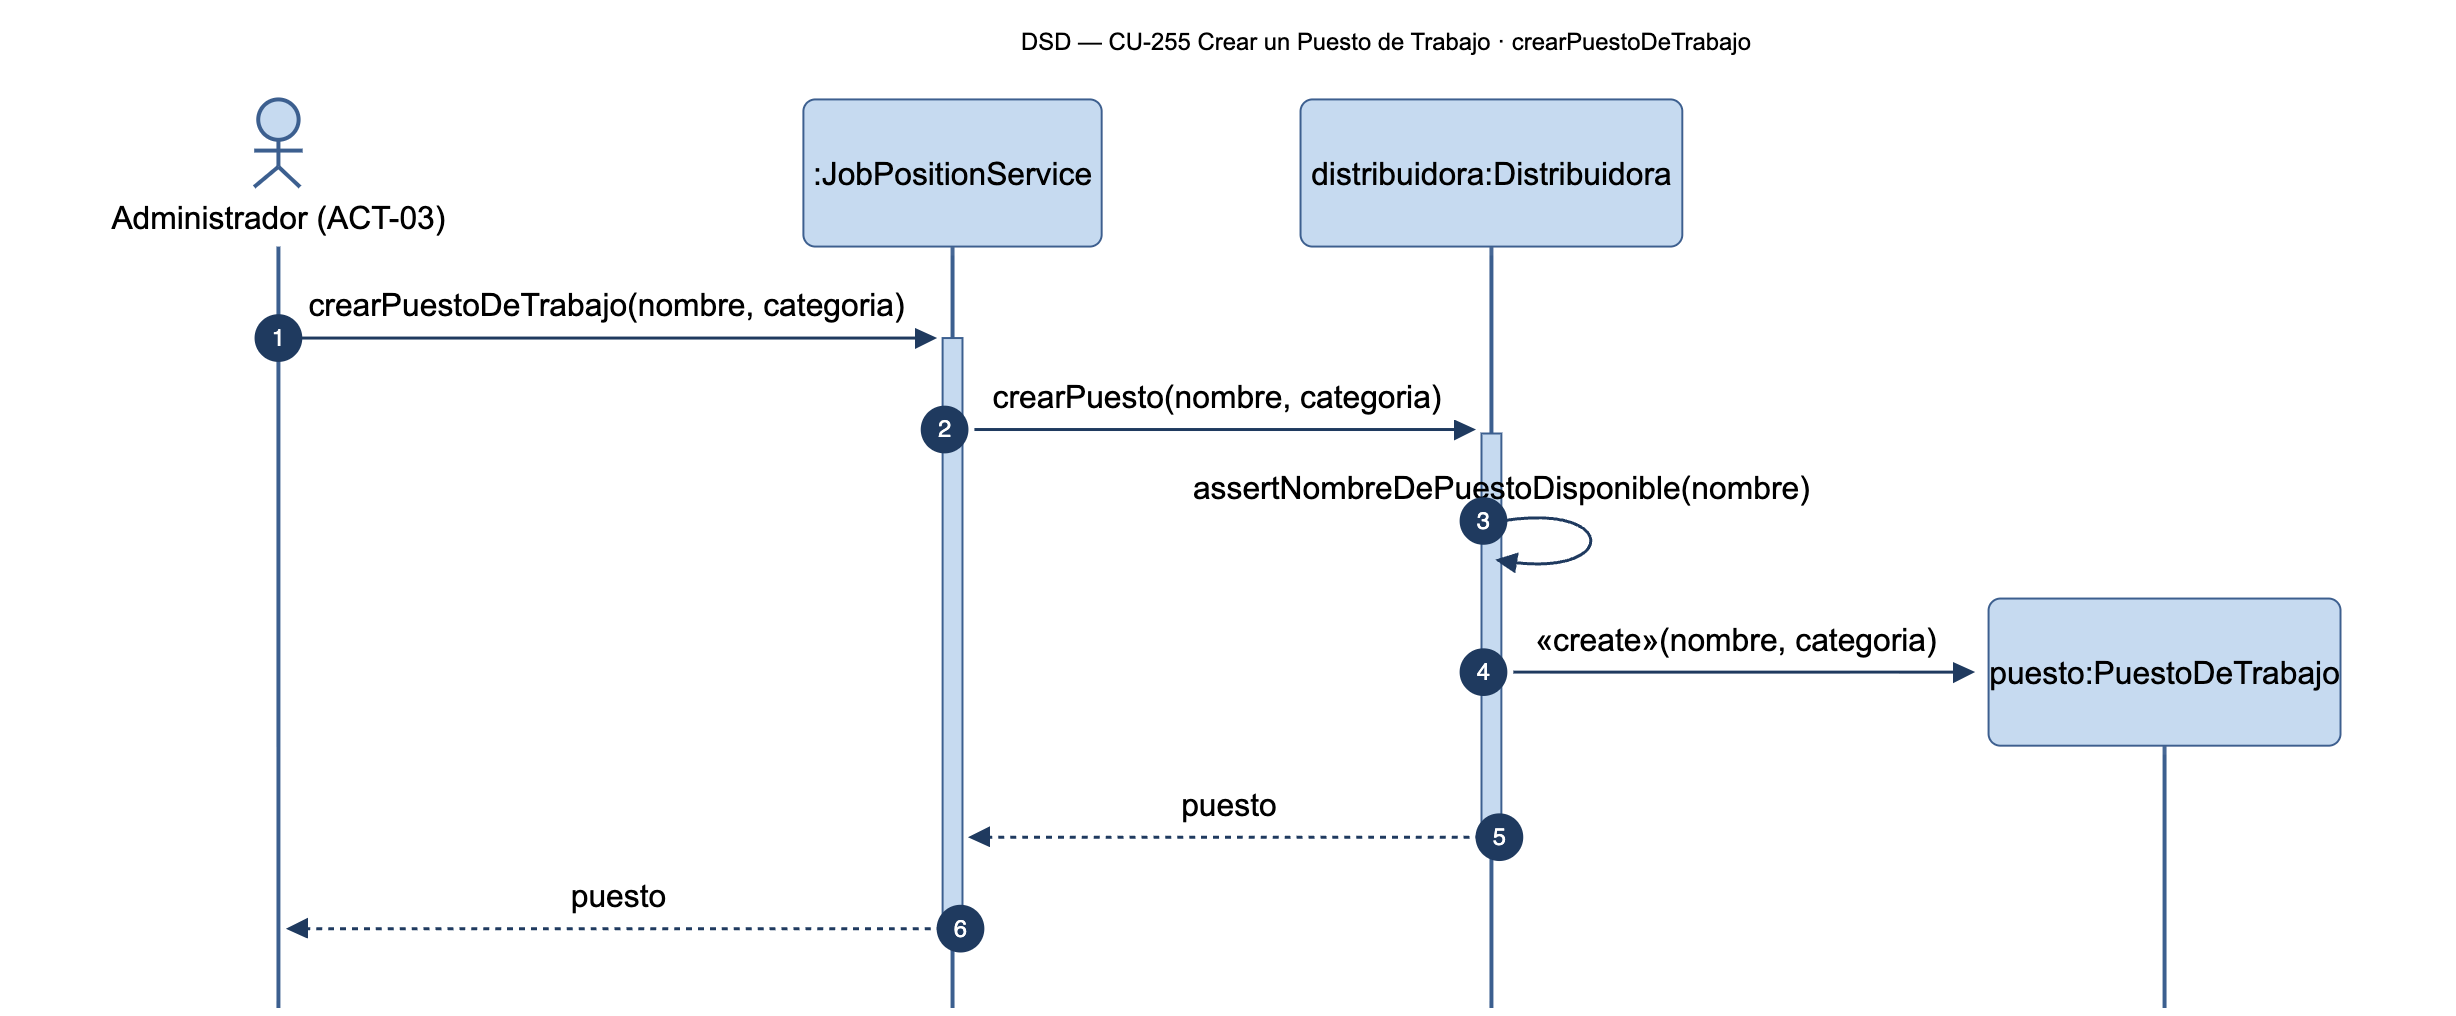 DSD — CU-255 Crear un Puesto de Trabajo · crearPuestoDeTrabajo
Administrador (ACT-03)
:JobPositionService
distribuidora:Distribuidora
crearPuestoDeTrabajo(nombre, categoria)
1
crearPuesto(nombre, categoria)
2
assertNombreDePuestoDisponible(nombre)
3
«create»(nombre, categoria)
4
puesto:PuestoDeTrabajo
puesto
5
puesto
6